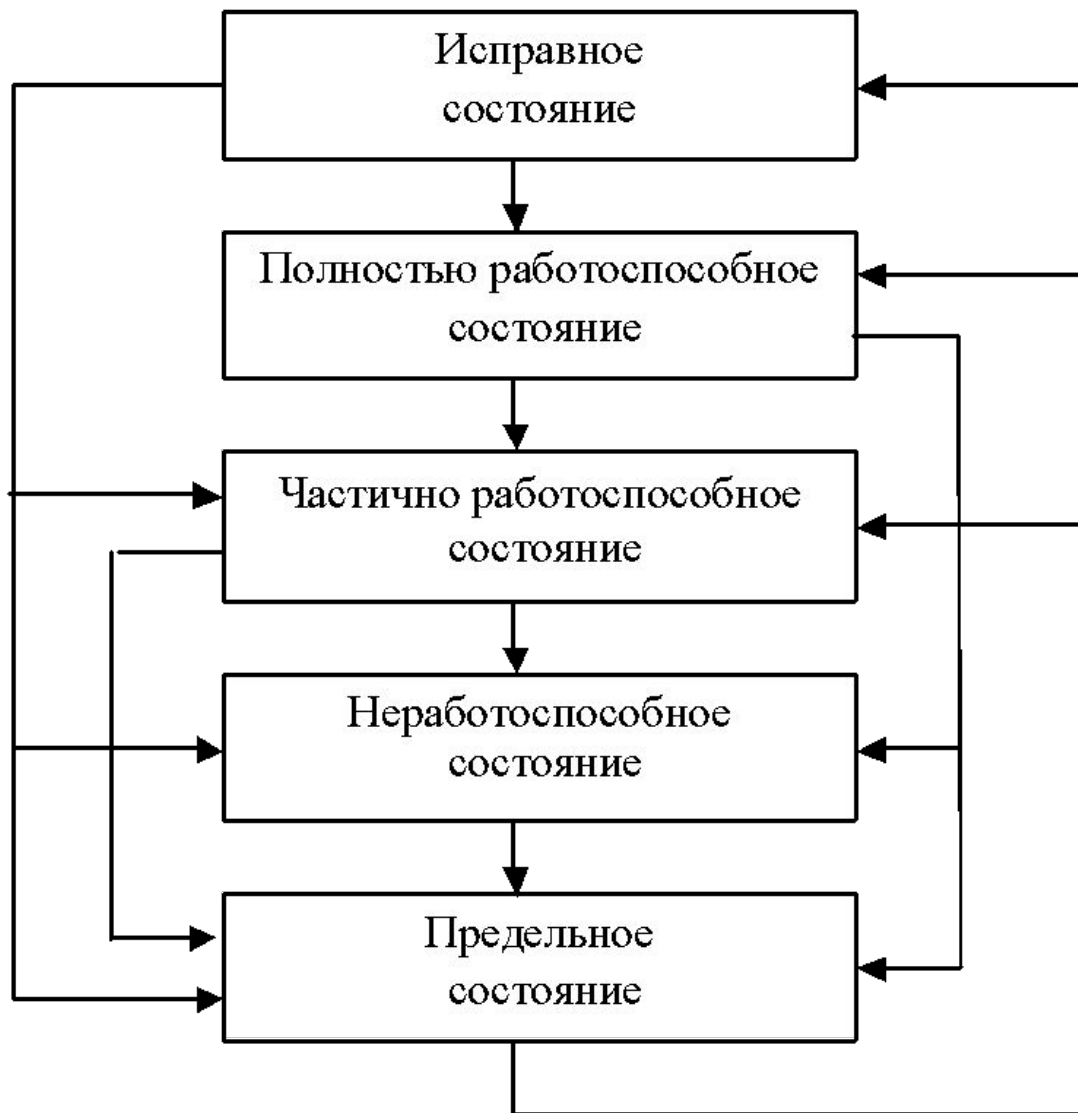 Исправное
состояние
Полностью работоспособное
состояние
Частично работоспособное
состояние
Неработоспособное
состояние
Предельное
состояние